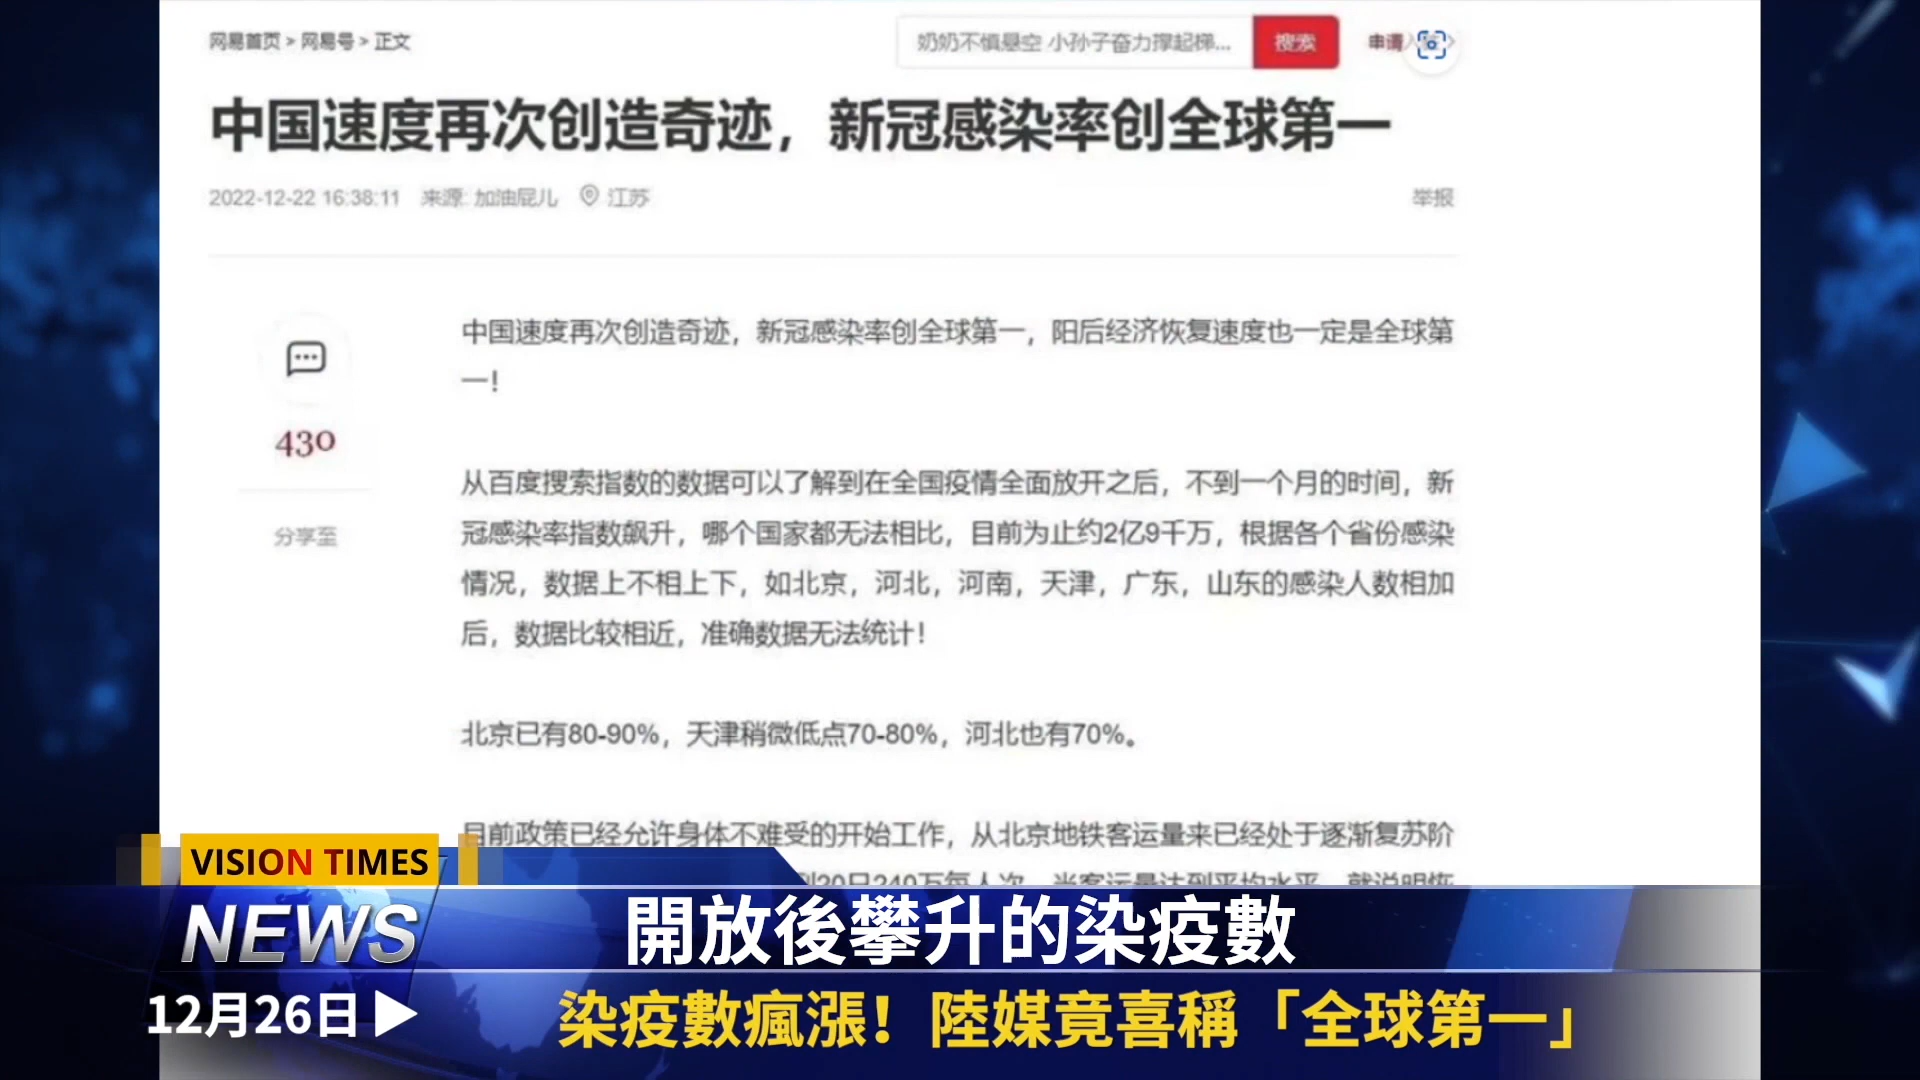 网易首页 > 网易号 > 正文
奶奶不慎悬空 小孙子奋力撑起梯...
搜索
申请
中国速度再次创造奇迹，新冠感染率创全球第一
2022-12-22 16:38:11 来源: 加油屁儿 江苏
举报
中国速度再次创造奇迹，新冠感染率创全球第一，阳后经济恢复速度也一定是全球第
一！
430
分享至
从百度搜索指数的数据可以了解到在全国疫情全面放开之后，不到一个月的时间，新
冠感染率指数飙升，哪个国家都无法相比，目前为止约2亿9千万，根据各个省份感染
情况，数据上不相上下，如北京，河北，河南，天津，广东，山东的感染人数相加
后，数据比较相近，准确数据无法统计！
北京已有80-90%，天津稍微低点70-80%，河北也有70%。
目前政策已经允许身体不难受的开始工作，从北京地铁客运量来已经处于逐渐复苏阶
VISION TIMES
NEWS
開放後攀升的染疫數
12月26日
染疫數瘋漲！陸媒竟喜稱「全球第一」